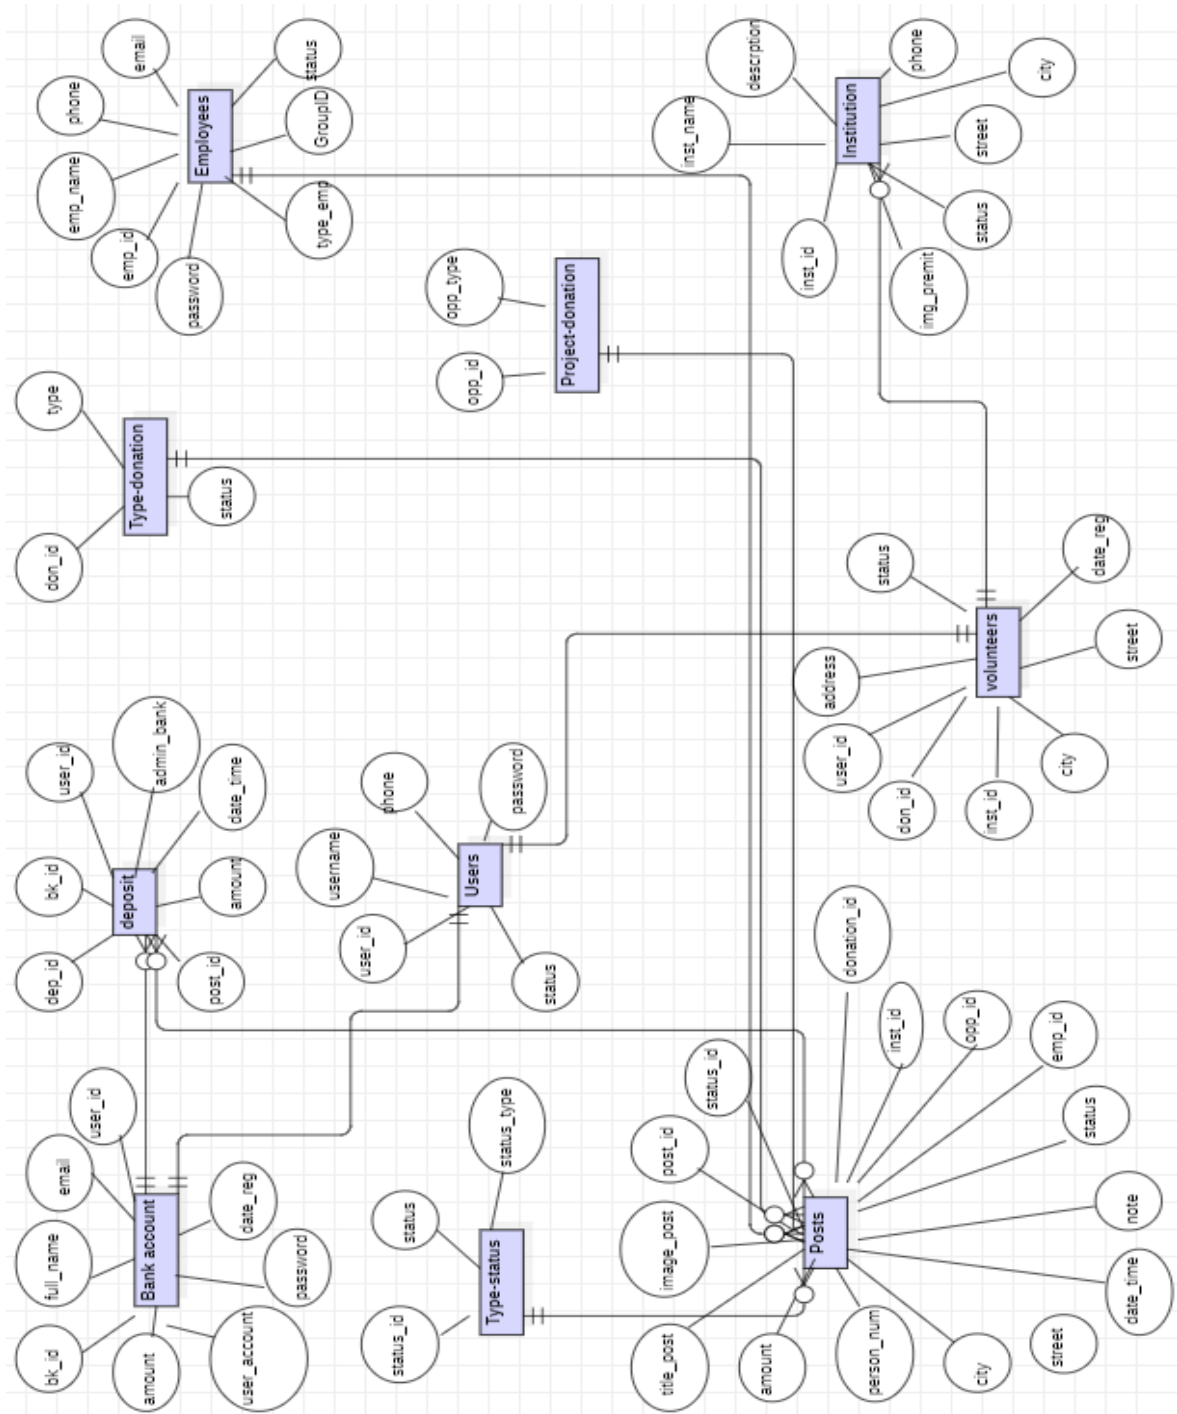 bk_id
full_name
email
user_id
amount
Bank account
user_account
password
date_reg
dep_id
bk_id
user_id
deposit
admin_bank
post_id
amount
date_time
don_id
type
Type-donation
status
emp_id
emp_name
phone
email
password
Employees
type_emp
GroupID
status
status_id
status
Type-status
status_type
user_id
username
phone
Users
status
password
opp_id
opp_type
Project-donation
title_post
image_post
post_id
status_id
amount
Posts
person_num
city
street
date_time
note
status
emp_id
opp_id
inst_id
donation_id
inst_id
don_id
user_id
address
status
volunteers
city
street
date_reg
inst_id
inst_name
descrption
Institution
img_premit
status
street
city
phone